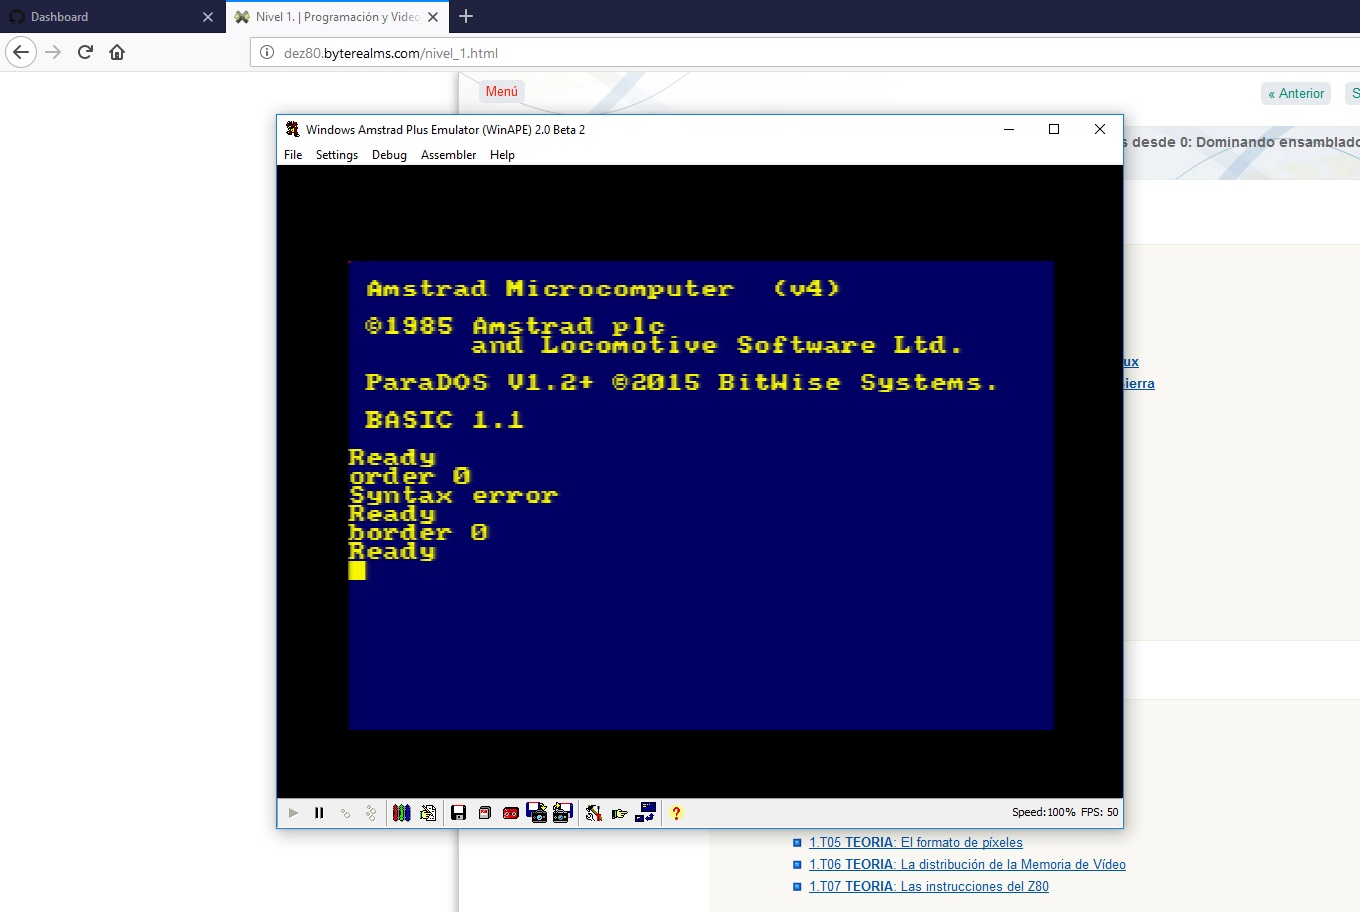 Dashboard
Nivel 1. | Programación y Video
dez80.byterealms.com/nivel_1.html
Menú
« Anterior
S
Windows Amstrad Plus Emulator (WinAPE) 2.0 Beta 2
s desde 0: Dominando ensamblado
File Settings Debug Assembler Help
Amstrad Microcomputer (v4)
©1985 Amstrad plc
and Locomotive Software Ltd.
ux
ParaDOS V1.2+ ©2015 BitWise Systems.
ierra
BASIC 1.1
Ready
order 0
Syntax error
Ready
border 0
Ready
Speed:100% FPS: 50
1.T05 TEORIA: El formato de píxeles
1.T06 TEORIA: La distribución de la Memoria de Vídeo
1.T07 TEORIA: Las instrucciones del Z80